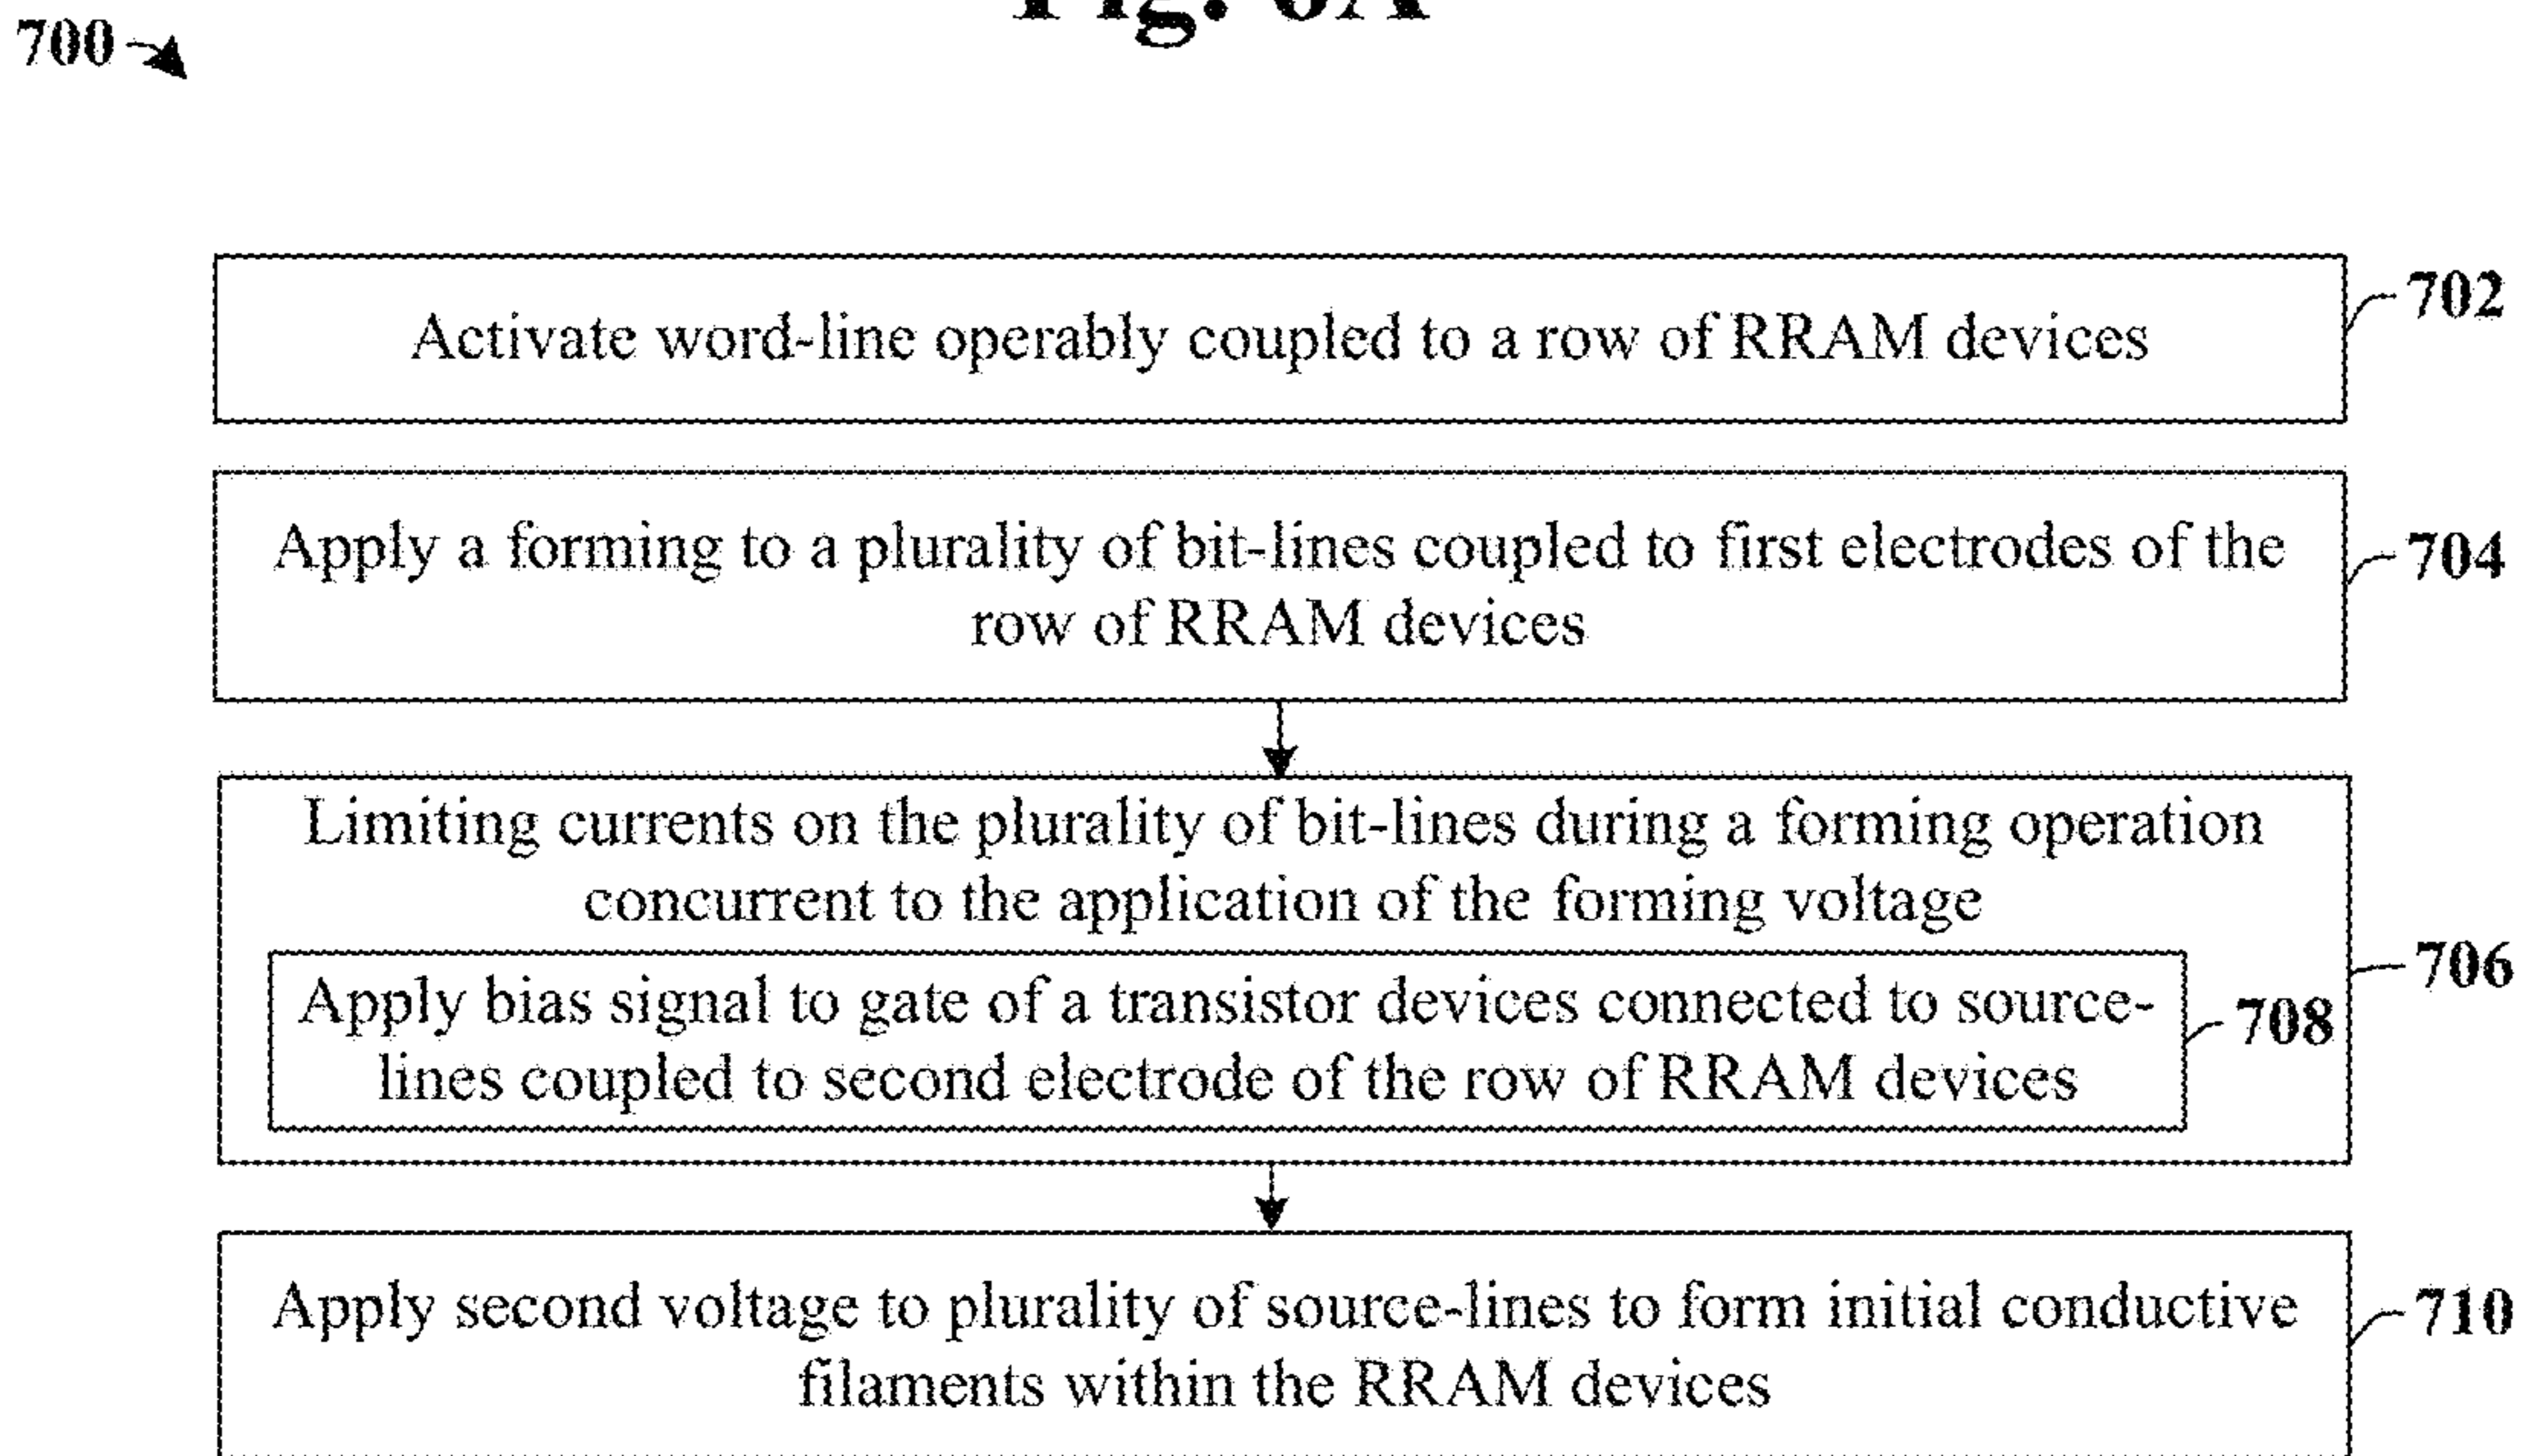 Fig. 6A
700
Activate word-line operably coupled to a row of RRAM devices
702
Apply a forming to a plurality of bit-lines coupled to first electrodes of the
row of RRAM devices
704
Limiting currents on the plurality of bit-lines during a forming operation
concurrent to the application of the forming voltage
706
Apply bias signal to gate of a transistor devices connected to source-
lines coupled to second electrode of the row of RRAM devices
708
Apply second voltage to plurality of source-lines to form initial conductive
filaments within the RRAM devices
710